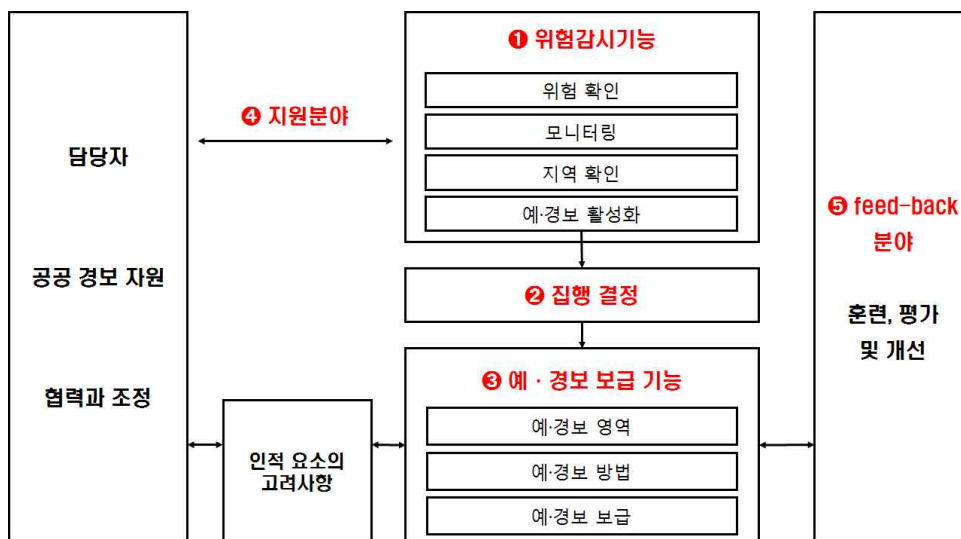 ❶ 위험감시기능
위험 확인
모니터링
지역 확인
예·경보 활성화
❹ 지원분야
담당자
공공 경보 자원
협력과 조정
❷ 집행 결정
❸ 예 · 경보 보급 기능
예·경보 영역
예·경보 방법
예·경보 보급
인적 요소의
고려사항
❺ feed-back
분야
훈련, 평가
및 개선